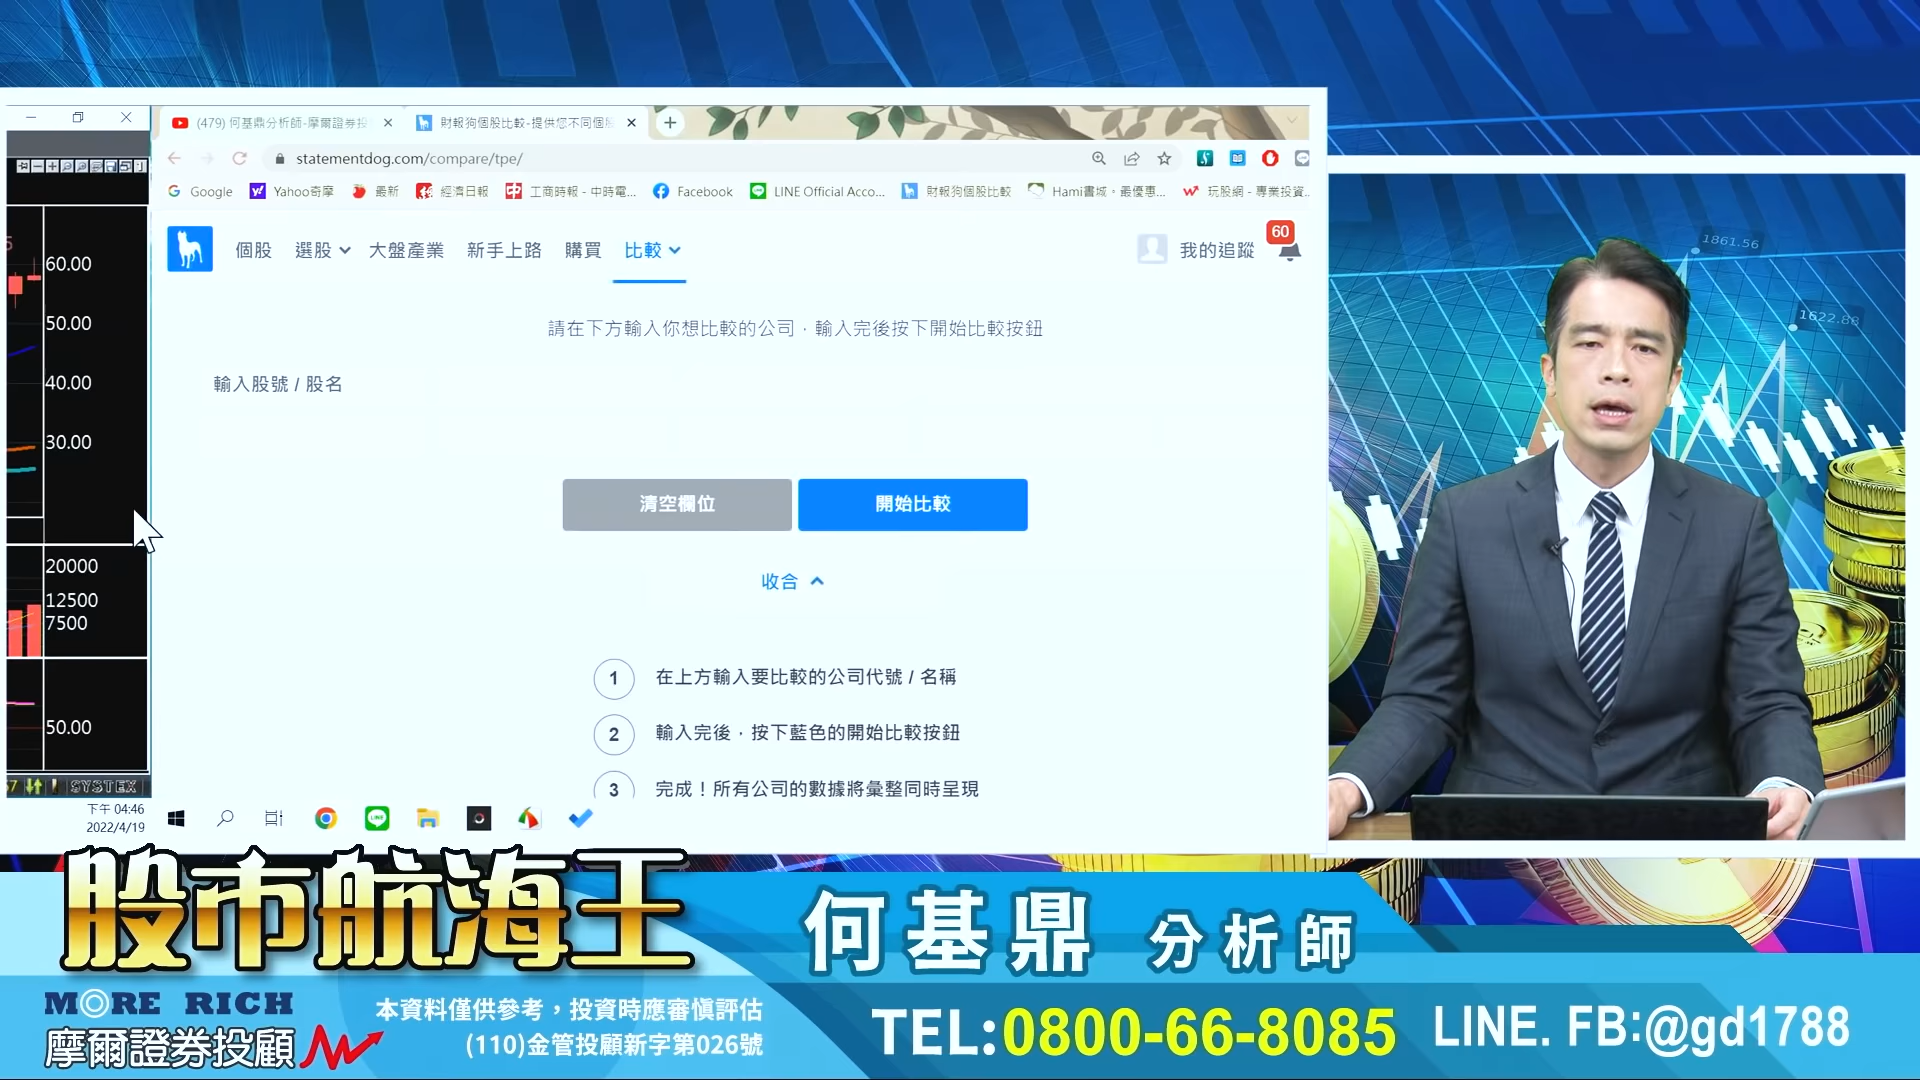 (479) 何基鼎分析師-摩爾證券投
財報狗個股比較-提供您不同個
statementdog.com/compare/tpe/
Google
Yahoo奇摩
最新
經濟日報
工商時報 - 中時電...
Facebook
LINE Official Acco...
財報狗個股比較
Hami書城。最優惠...
玩股網 - 專業投資...
個股
選股
大盤產業
新手上路
購買
比較
我的追蹤
60
請在下方輸入你想比較的公司，輸入完後按下開始比較按鈕
輸入股號 / 股名
清空欄位
開始比較
收合
1 在上方輸入要比較的公司代號 / 名稱
2 輸入完後，按下藍色的開始比較按鈕
3 完成！所有公司的數據將彙整同時呈現
60.00
50.00
40.00
30.00
20000
12500
7500
50.00
SYSTEX
下午 04:46
2022/4/19
1861.56
1622.88
股市航海王
何基鼎 分析師
MORE RICH
摩爾證券投顧
本資料僅供參考，投資時應審慎評估
(110)金管投顧新字第026號
TEL:0800-66-8085
LINE. FB:@gd1788